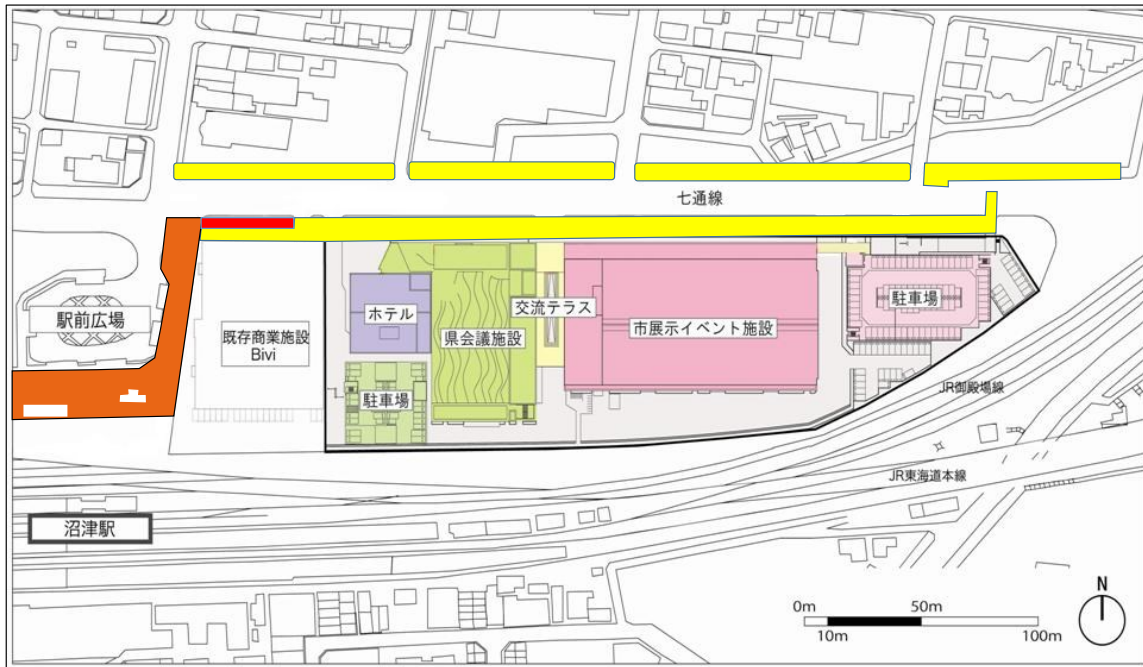 七通線
駅前広場
既存商業施設
Bivi
ホテル
県会議施設
交流テラス
市展示イベント施設
駐車場
駐車場
JR御殿場線
JR東海道本線
沼津駅
N
0m 50m
10m 100m